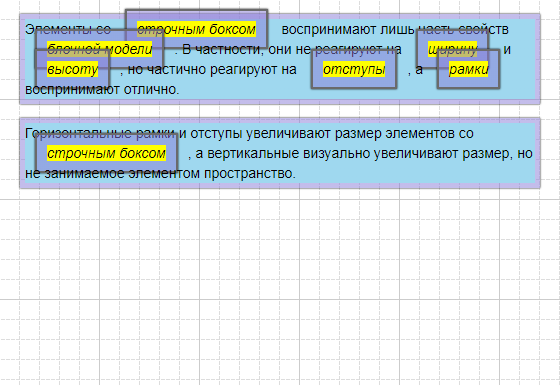 Элементы со строчным боксом воспринимают лишь часть свойств
блочной модели. В частности, они не реагируют на ширину и
высоту, но частично реагируют на отступы, а рамки
воспринимают отлично.
Горизонтальные рамки и отступы увеличивают размер элементов со
строчным боксом, а вертикальные визуально увеличивают размер, но
не занимаемое элементом пространство.